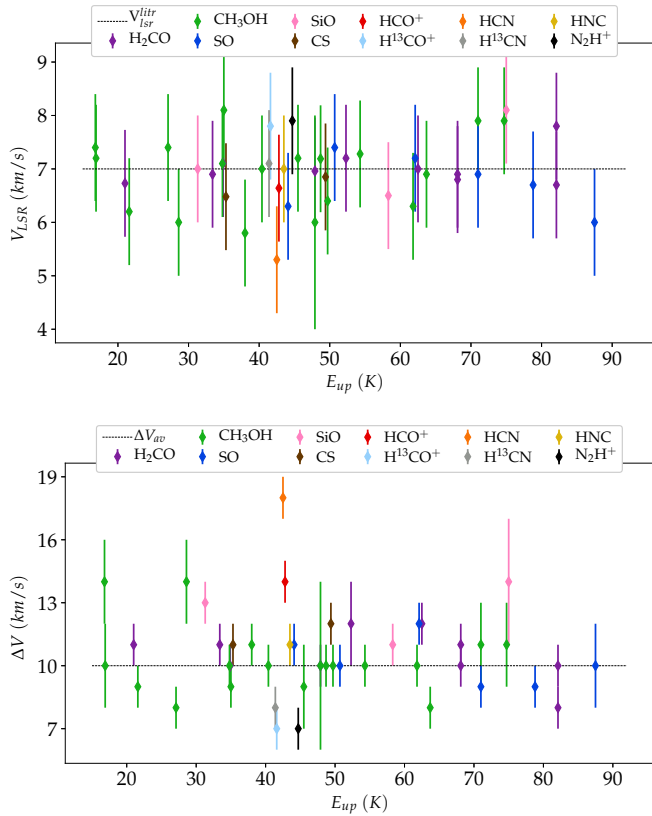 V_lsr^litr CH₃OH SiO HCO⁺ HCN HNC
H₂CO SO CS H¹³CO⁺ H¹³CN N₂H⁺
9
8
7
6
5
4
V_LSR (km/s)
20 30 40 50 60 70 80 90
E_up (K)
ΔV_av CH₃OH SiO HCO⁺ HCN HNC
H₂CO SO CS H¹³CO⁺ H¹³CN N₂H⁺
19
16
13
10
7
ΔV (km/s)
20 30 40 50 60 70 80 90
E_up (K)